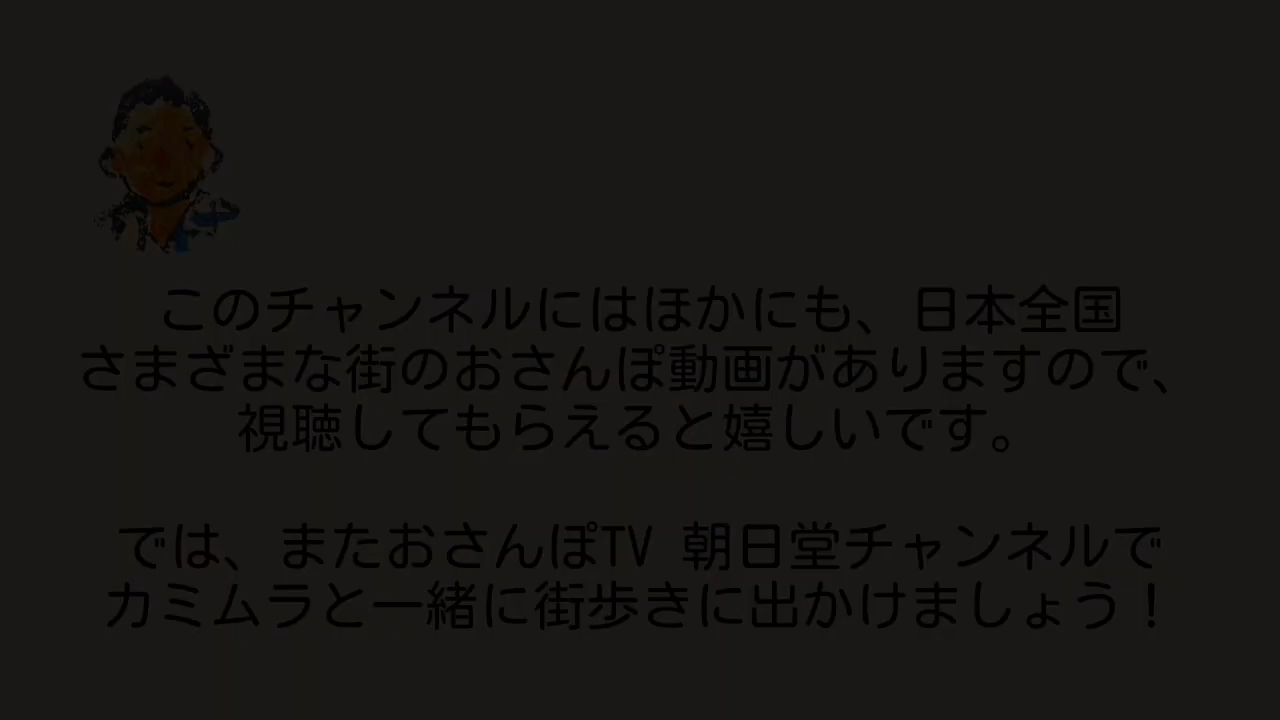 このチャンネルにはほかにも、日本全国
さまざまな街のおさんぽ動画がありますので、
視聴してもらえると嬉しいです。
では、またおさんぽTV 朝日堂チャンネルで
カミムラと一緒に街歩きに出かけましょう！